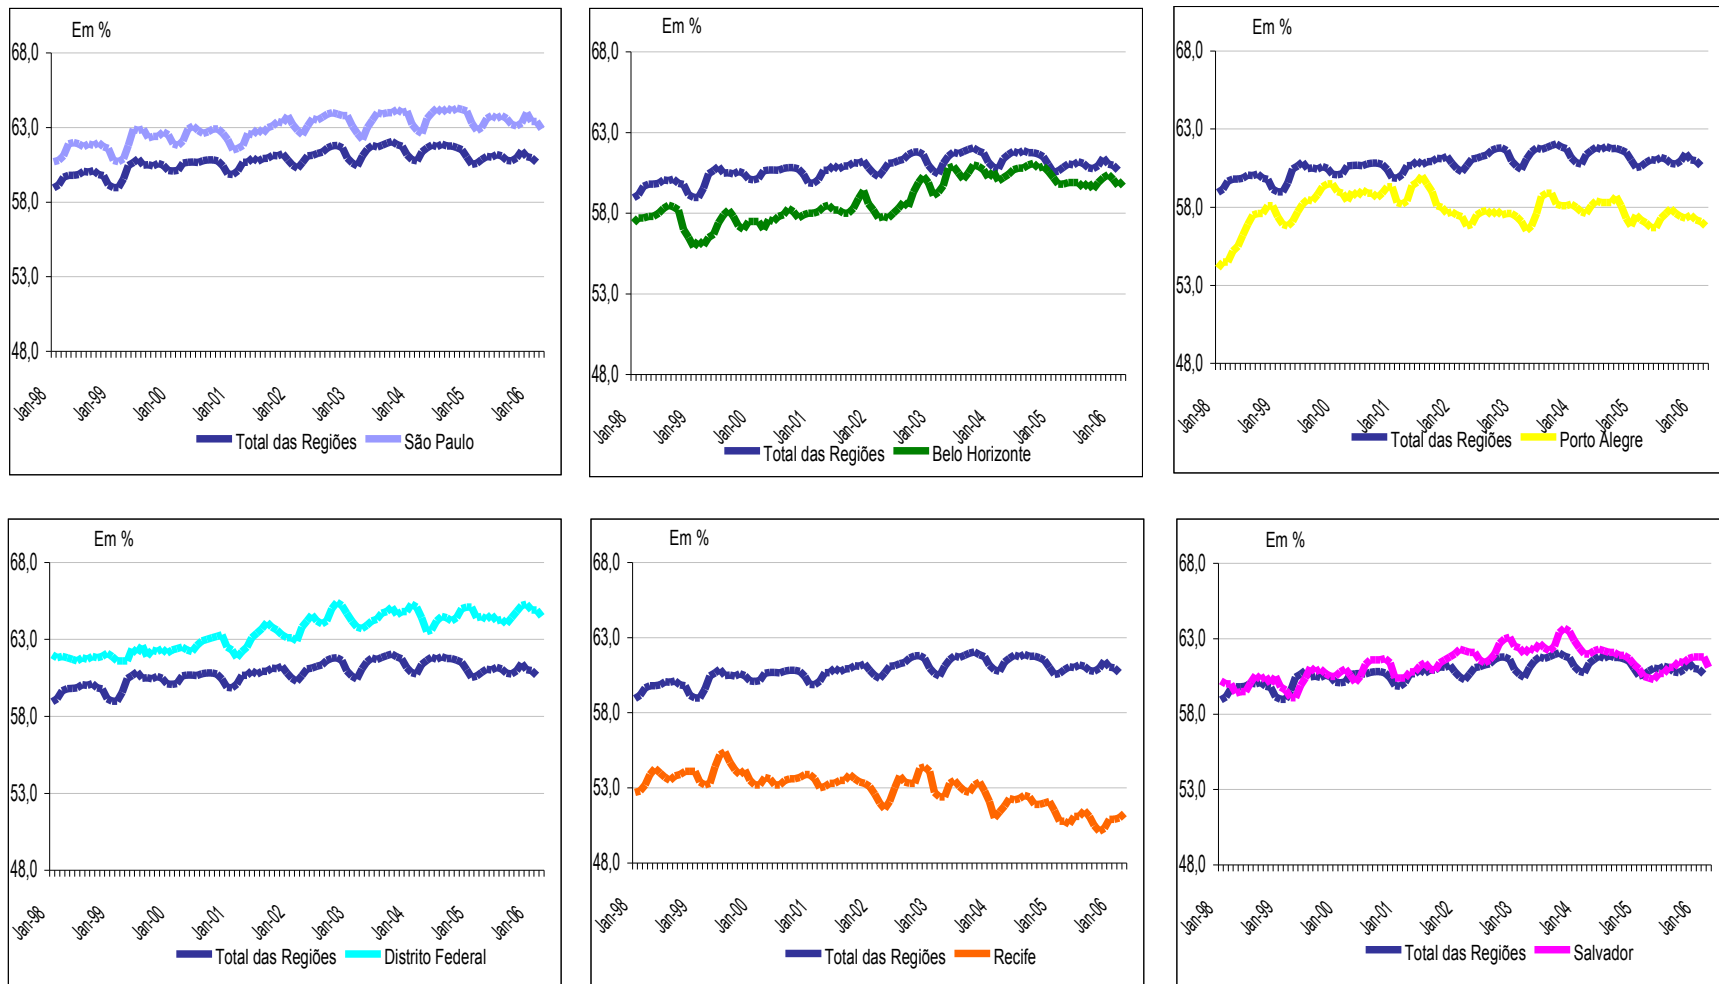 Em %
68,0
63,0
58,0
53,0
48,0
Jan-98 Jan-99 Jan-00 Jan-01 Jan-02 Jan-03 Jan-04 Jan-05 Jan-06
Total das Regiões São Paulo
Em %
68,0
63,0
58,0
53,0
48,0
Jan-98 Jan-99 Jan-00 Jan-01 Jan-02 Jan-03 Jan-04 Jan-05 Jan-06
Total das Regiões Belo Horizonte
Em %
68,0
63,0
58,0
53,0
48,0
Jan-98 Jan-99 Jan-00 Jan-01 Jan-02 Jan-03 Jan-04 Jan-05 Jan-06
Total das Regiões Porto Alegre
Em %
68,0
63,0
58,0
53,0
48,0
Jan-98 Jan-99 Jan-00 Jan-01 Jan-02 Jan-03 Jan-04 Jan-05 Jan-06
Total das Regiões Distrito Federal
Em %
68,0
63,0
58,0
53,0
48,0
Jan-98 Jan-99 Jan-00 Jan-01 Jan-02 Jan-03 Jan-04 Jan-05 Jan-06
Total das Regiões Recife
Em %
68,0
63,0
58,0
53,0
48,0
Jan-98 Jan-99 Jan-00 Jan-01 Jan-02 Jan-03 Jan-04 Jan-05 Jan-06
Total das Regiões Salvador